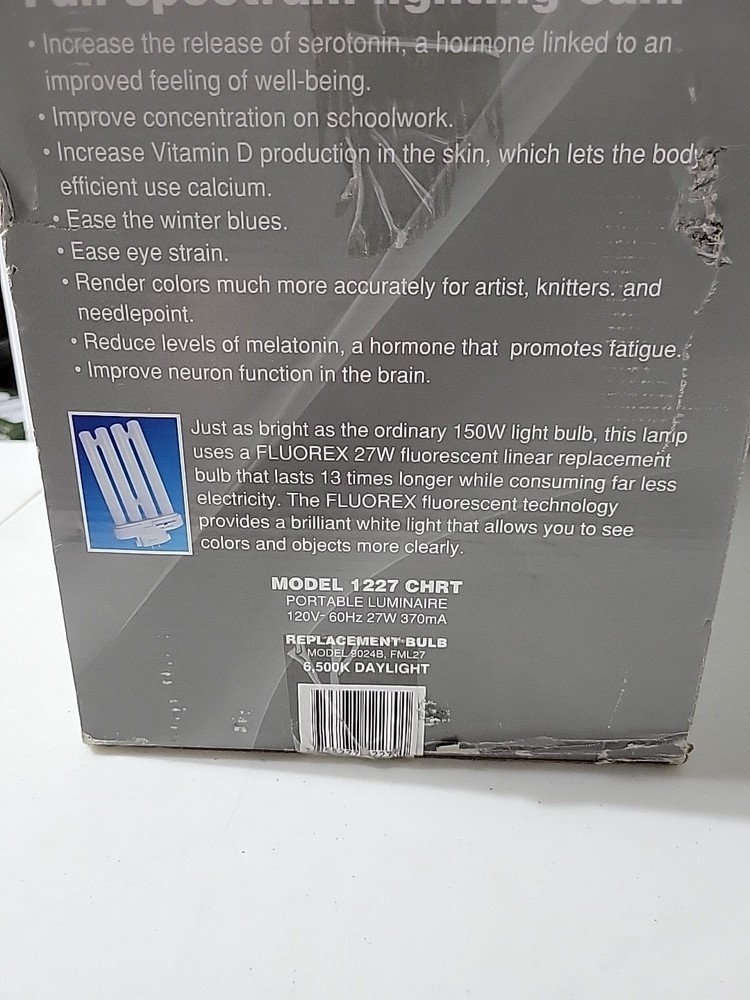 Full spectrum lighting can:
• Increase the release of serotonin, a hormone linked to an
improved feeling of well-being.
• Improve concentration on schoolwork.
• Increase Vitamin D production in the skin, which lets the body
efficient use calcium.
• Ease the winter blues.
• Ease eye strain.
• Render colors much more accurately for artist, knitters. and
needlepoint.
• Reduce levels of melatonin, a hormone that promotes fatigue.
• Improve neuron function in the brain.
Just as bright as the ordinary 150W light bulb, this lamp
uses a FLUOREX 27W fluorescent linear replacement
bulb that lasts 13 times longer while consuming far less
electricity. The FLUOREX fluorescent technology
provides a brilliant white light that allows you to see
colors and objects more clearly.
MODEL 1227 CHRT
PORTABLE LUMINAIRE
120V~ 60Hz 27W 370mA
REPLACEMENT BULB
MODEL 9024B, FML27
6,500K DAYLIGHT